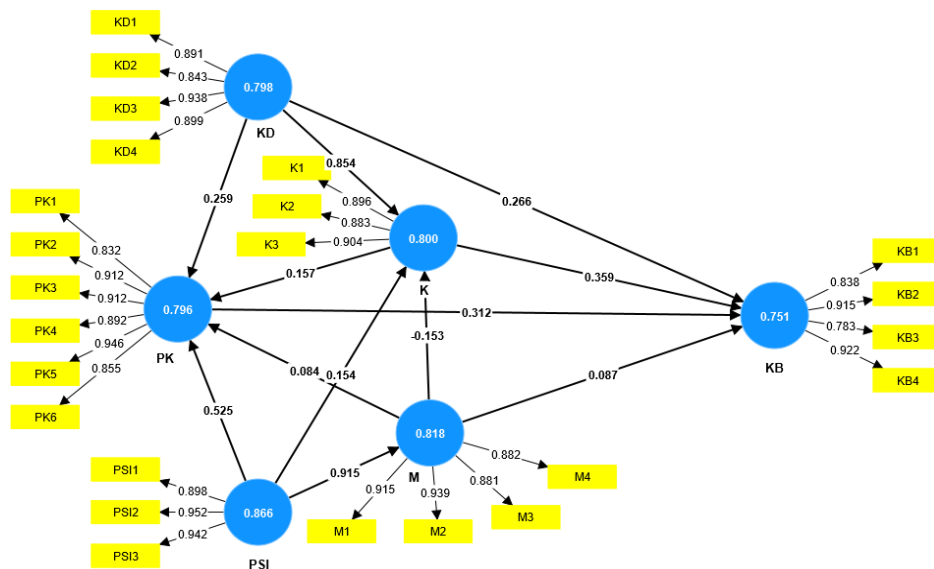 KD1
0.891
KD2
0.843
0.798
KD3
0.938
0.899
KD4
KD
K1
0.854
0.896
K2
0.883
K3
0.904
0.800
K
0.259
0.266
PK1
0.832
PK2
0.912
PK3
0.912
PK4
0.892
PK5
0.946
PK6
0.855
0.796
PK
0.157
0.359
0.312
-0.153
0.084
0.154
0.087
0.525
0.915
KB1
0.838
KB2
0.915
0.751
0.783
KB3
0.922
KB4
KB
0.818
M
0.882
M4
0.881
M3
0.939
M2
0.915
M1
PSI1
0.898
PSI2
0.952
0.866
0.942
PSI3
PSI